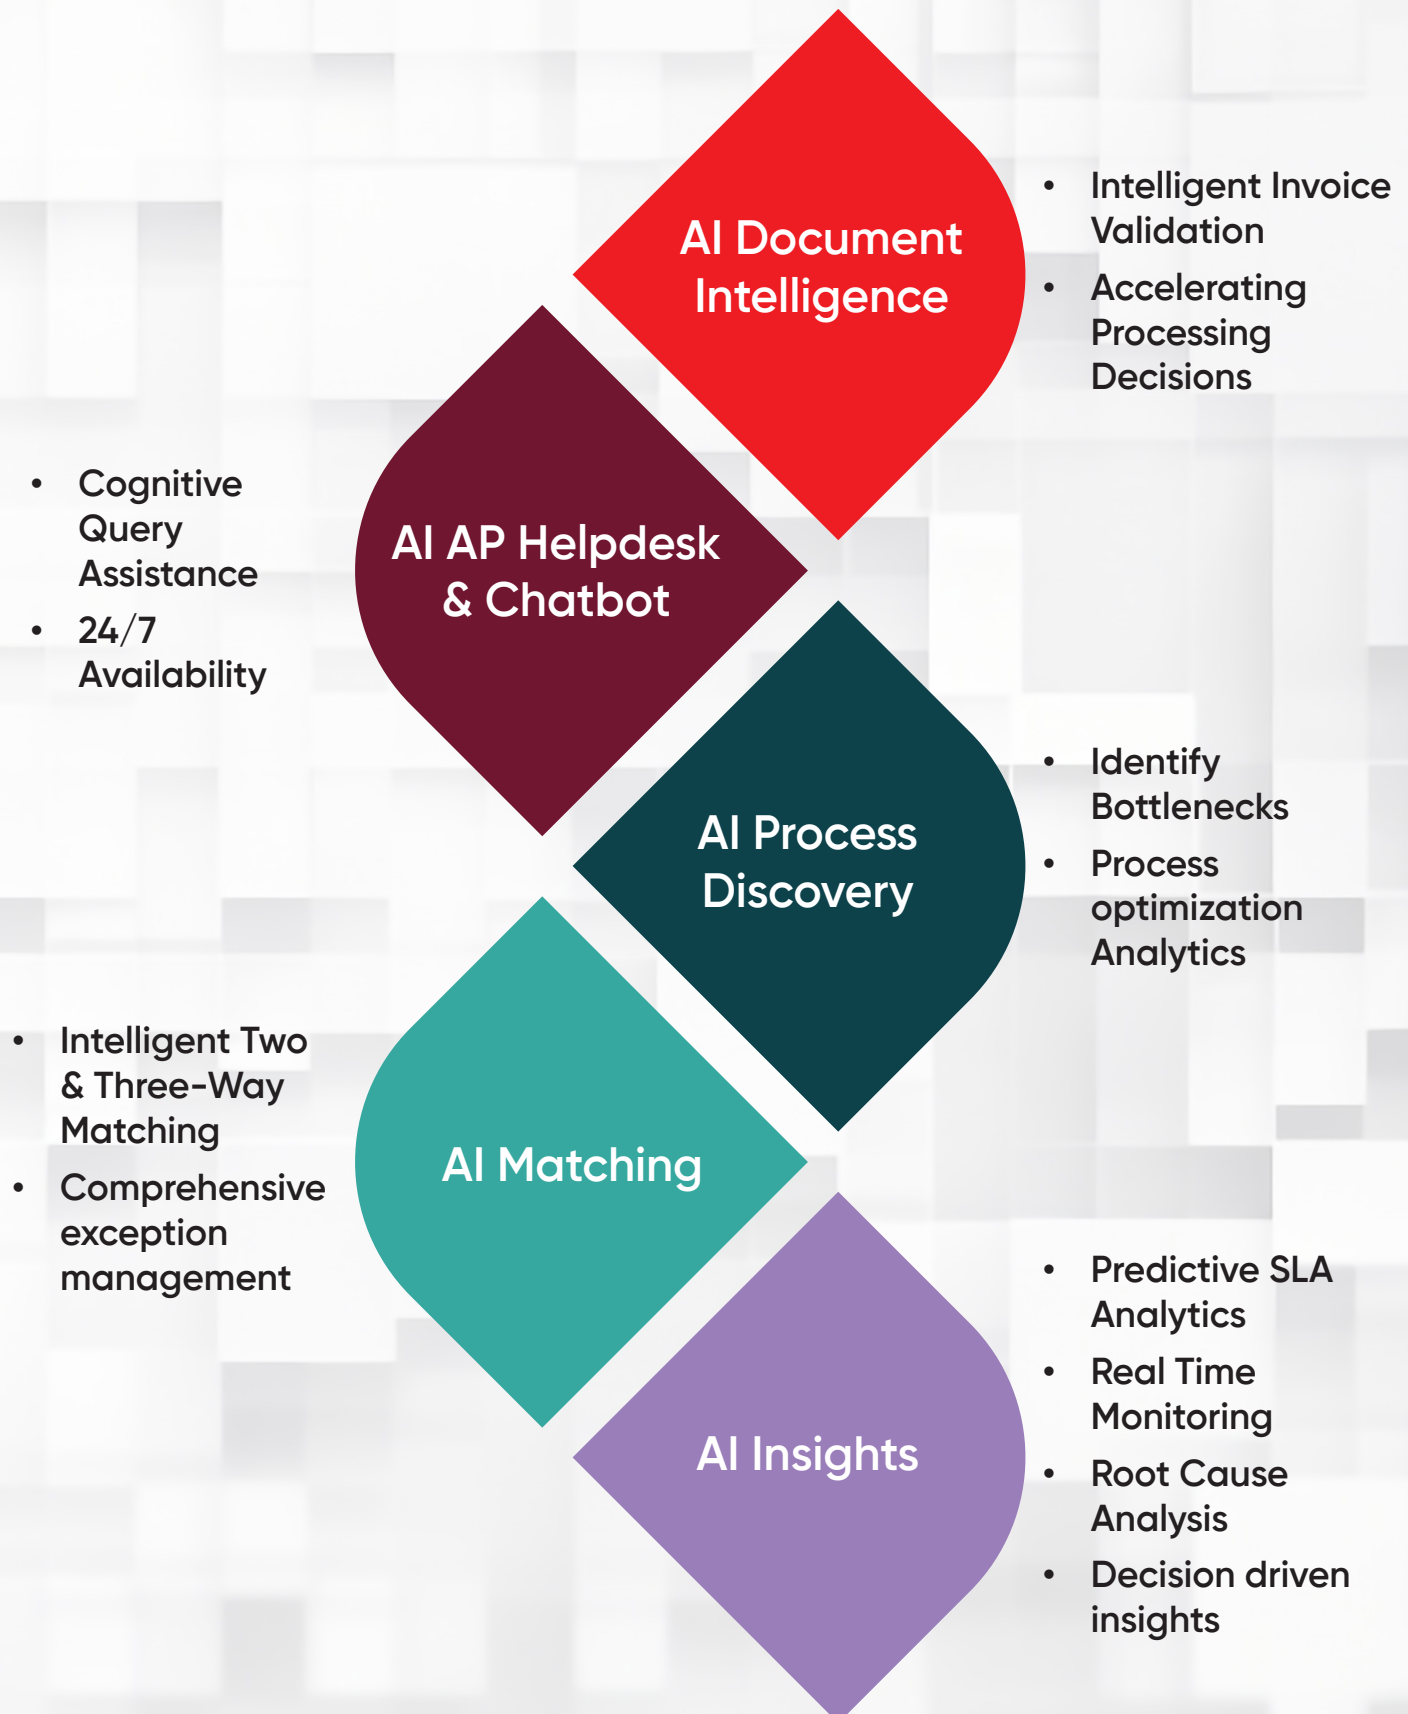 AI Document
Intelligence
• Intelligent Invoice
Validation
• Accelerating
Processing
Decisions
AI AP Helpdesk
& Chatbot
• Cognitive
Query
Assistance
• 24/7
Availability
AI Process
Discovery
• Identify
Bottlenecks
• Process
optimization
Analytics
AI Matching
• Intelligent Two
& Three-Way
Matching
• Comprehensive
exception
management
AI Insights
• Predictive SLA
Analytics
• Real Time
Monitoring
• Root Cause
Analysis
• Decision driven
insights